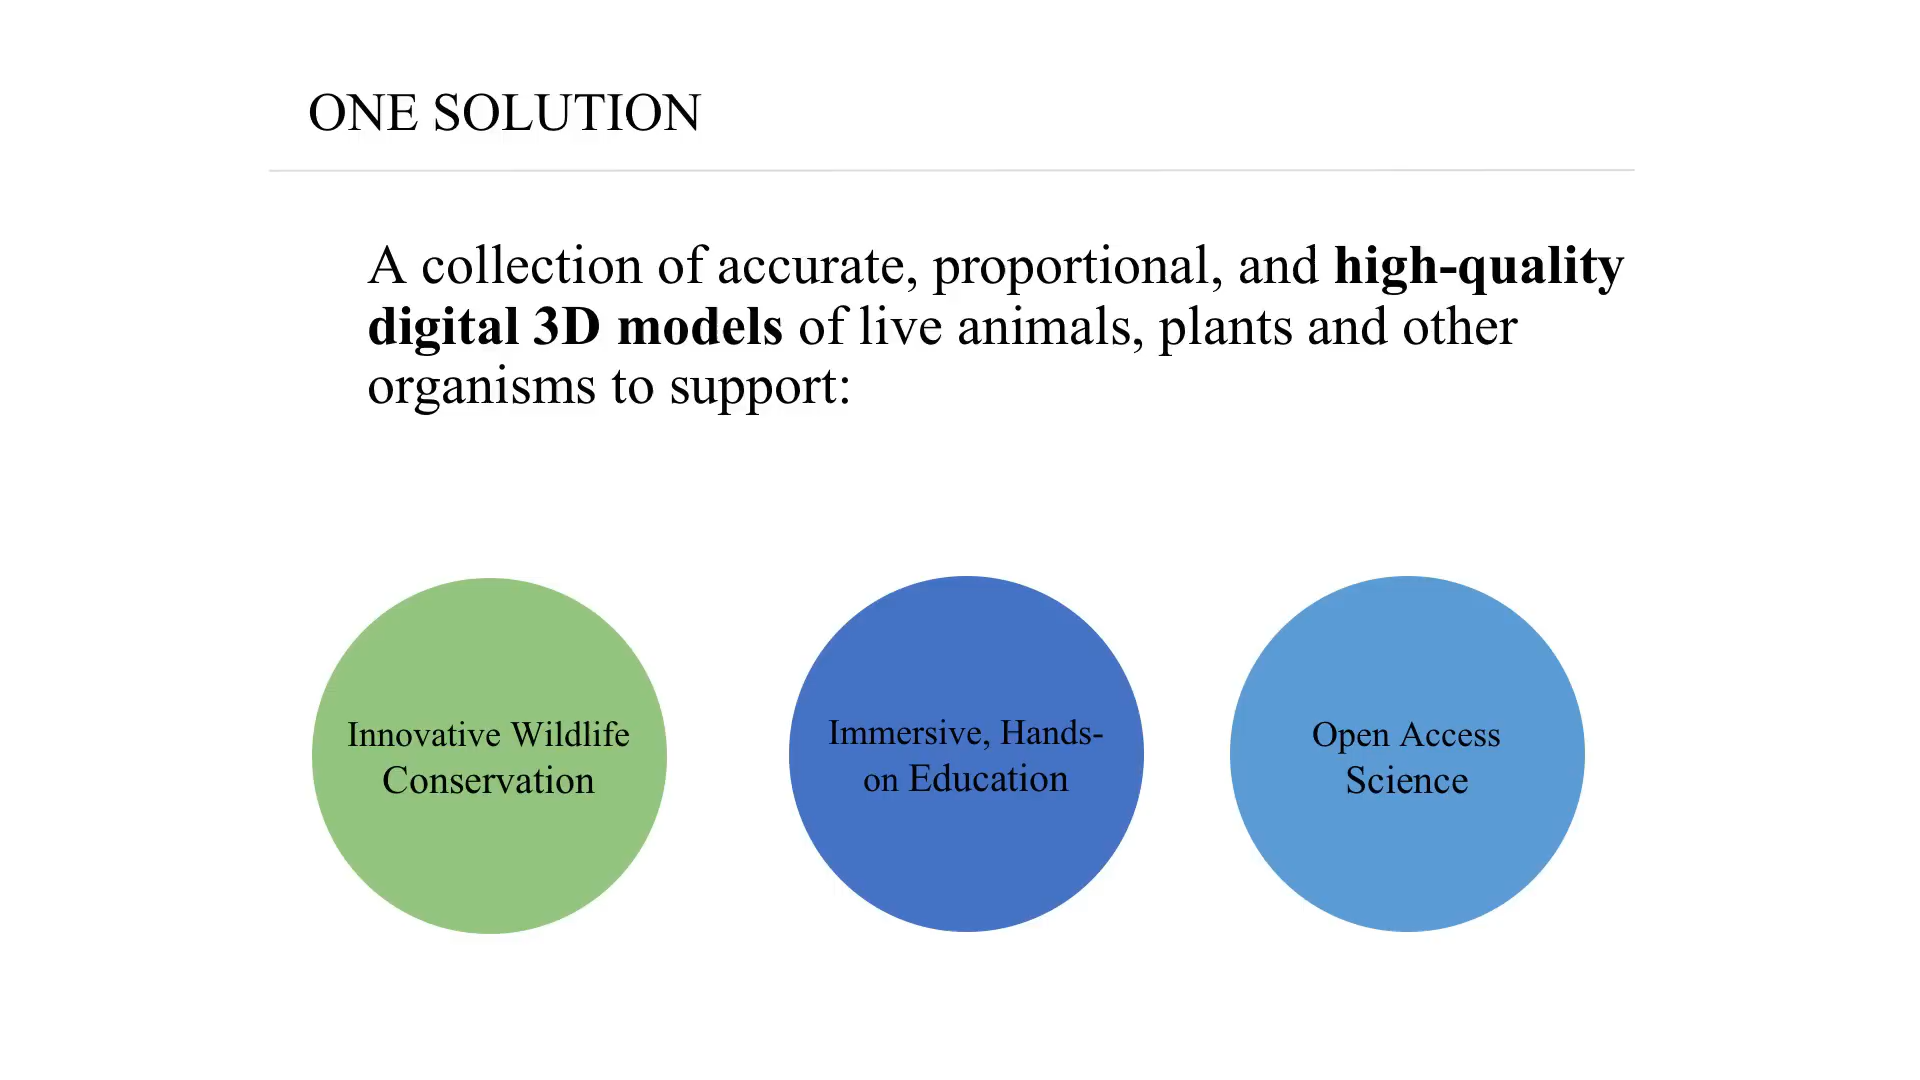 ONE SOLUTION
A collection of accurate, proportional, and high-quality
digital 3D models of live animals, plants and other
organisms to support:
Innovative Wildlife
Conservation
Immersive, Hands-
on Education
Open Access
Science